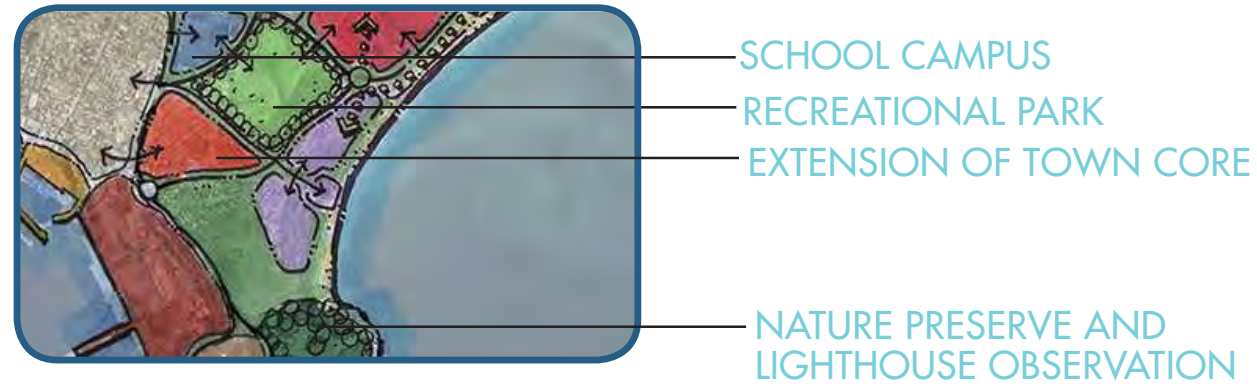 SCHOOL CAMPUS
RECREATIONAL PARK
EXTENSION OF TOWN CORE
NATURE PRESERVE AND
LIGHTHOUSE OBSERVATION